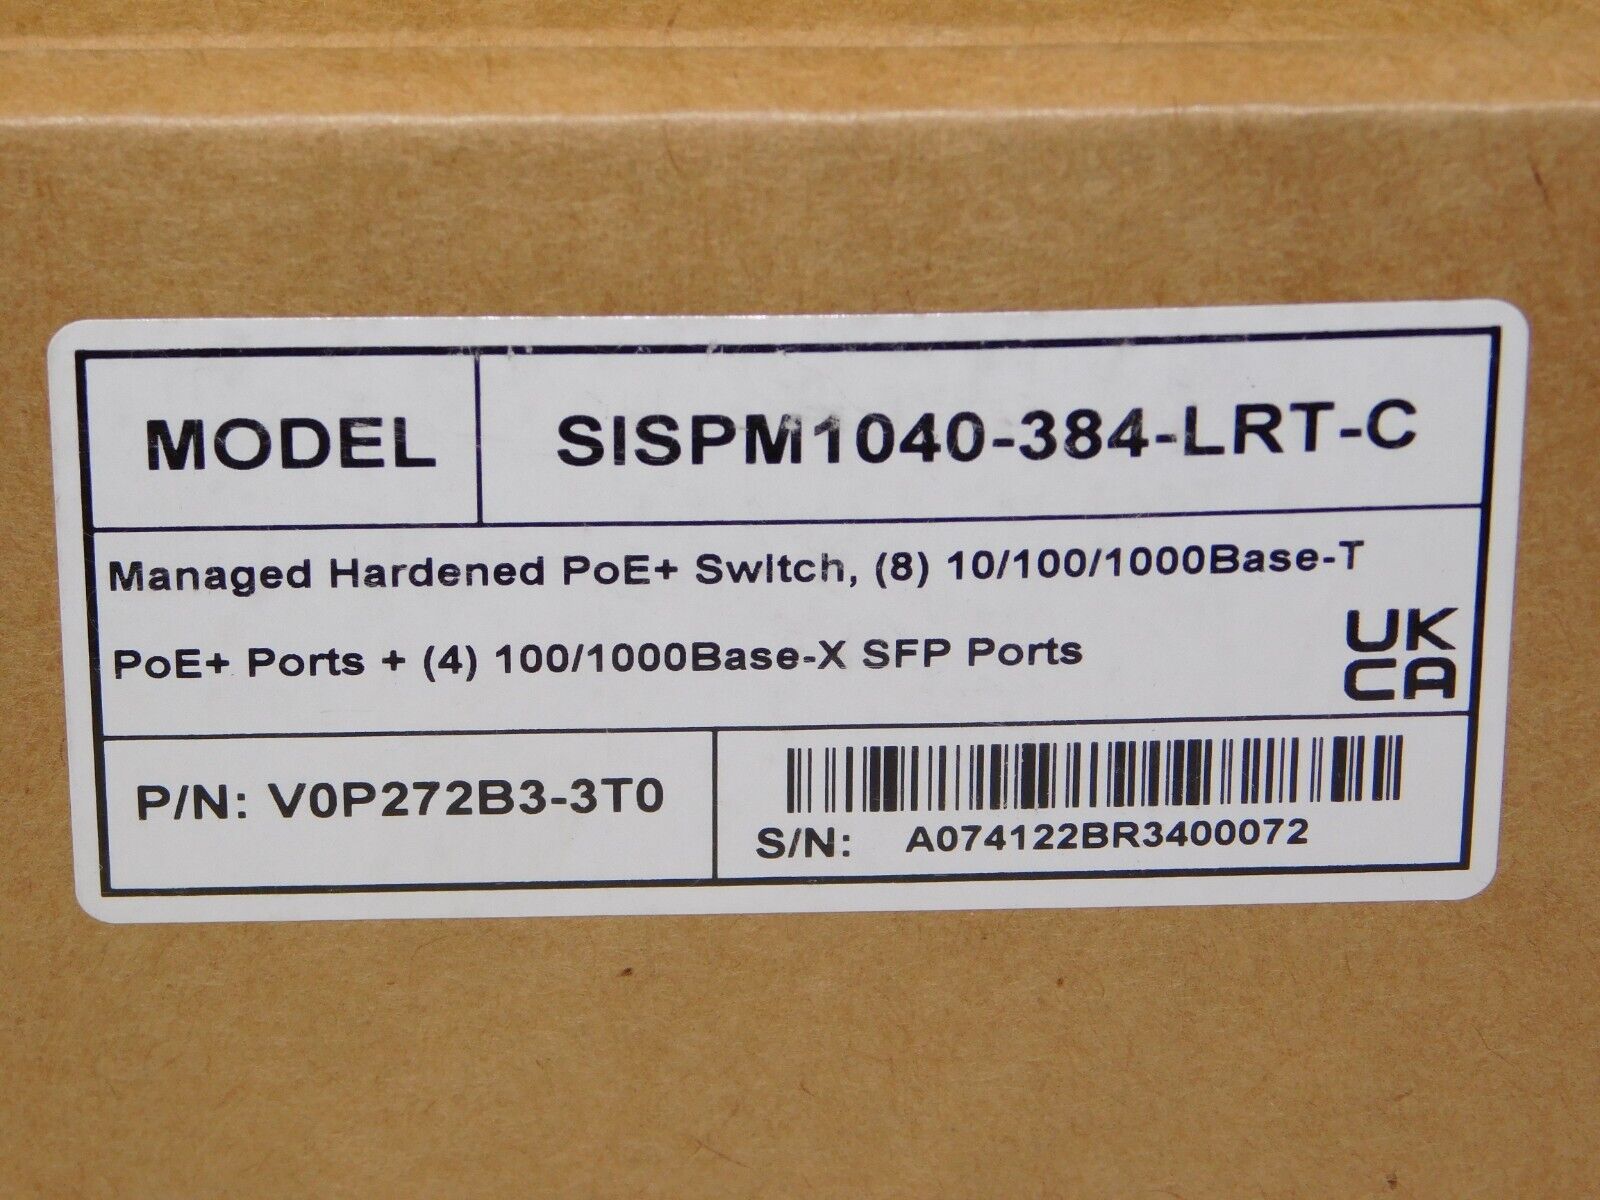 MODEL SISPM1040-384-LRT-C
Managed Hardened PoE+ Switch, (8) 10/100/1000Base-T
PoE+ Ports + (4) 100/1000Base-X SFP Ports
UK
CA
P/N: V0P272B3-3T0
S/N: A074122BR3400072